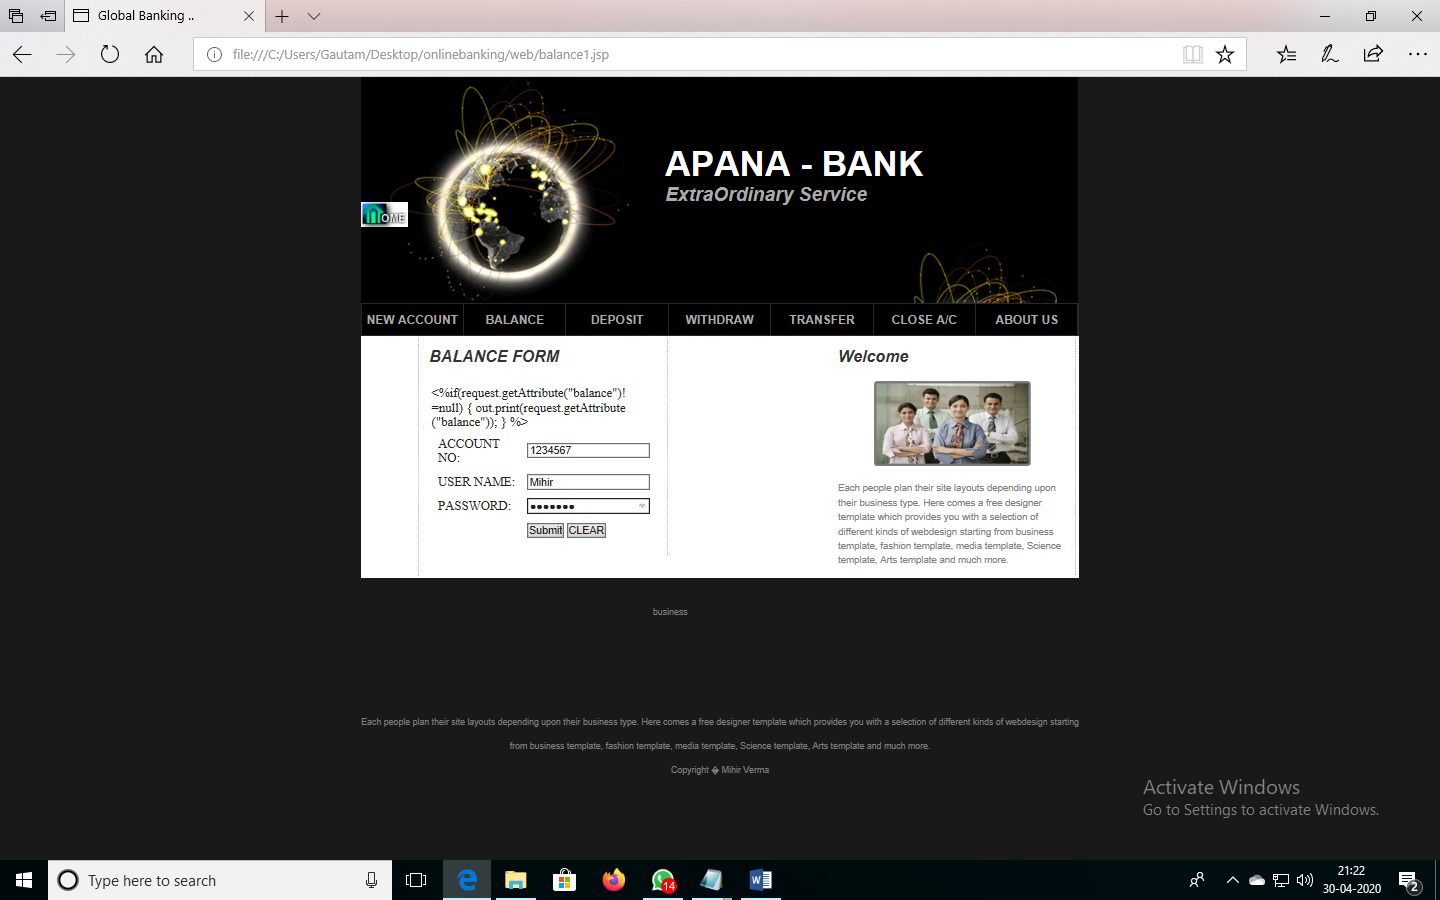 Global Banking ..
file:///C:/Users/Gautam/Desktop/onlinebanking/web/balance1.jsp
APANA - BANK
ExtraOrdinary Service
HOME
NEW ACCOUNT BALANCE DEPOSIT WITHDRAW TRANSFER CLOSE A/C ABOUT US
BALANCE FORM
<%if(request.getAttribute("balance")!
=null) { out.print(request.getAttribute
("balance")); } %>
ACCOUNT
NO:
1234567
USER NAME: Mihir
PASSWORD: ●●●●●●●
Submit CLEAR
Welcome
Each people plan their site layouts depending upon
their business type. Here comes a free designer
template which provides you with a selection of
different kinds of webdesign starting from business
template, fashion template, media template, Science
template, Arts template and much more.
business
Each people plan their site layouts depending upon their business type. Here comes a free designer template which provides you with a selection of different kinds of webdesign starting
from business template, fashion template, media template, Science template, Arts template and much more.
Copyright � Mihir Verma
Activate Windows
Go to Settings to activate Windows.
Type here to search
14
21:22
30-04-2020
2